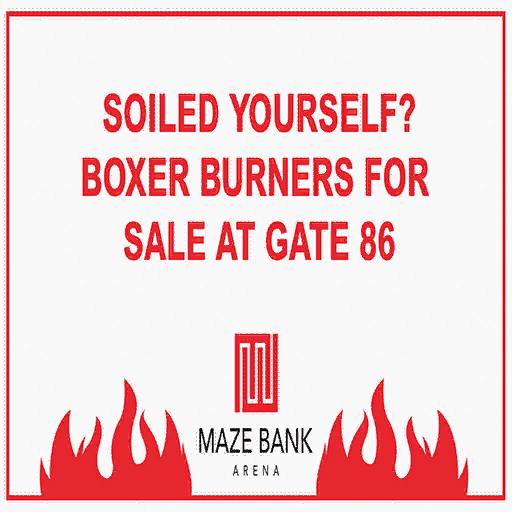 SOILED YOURSELF?
BOXER BURNERS FOR
SALE AT GATE 86
MAZE BANK
ARENA